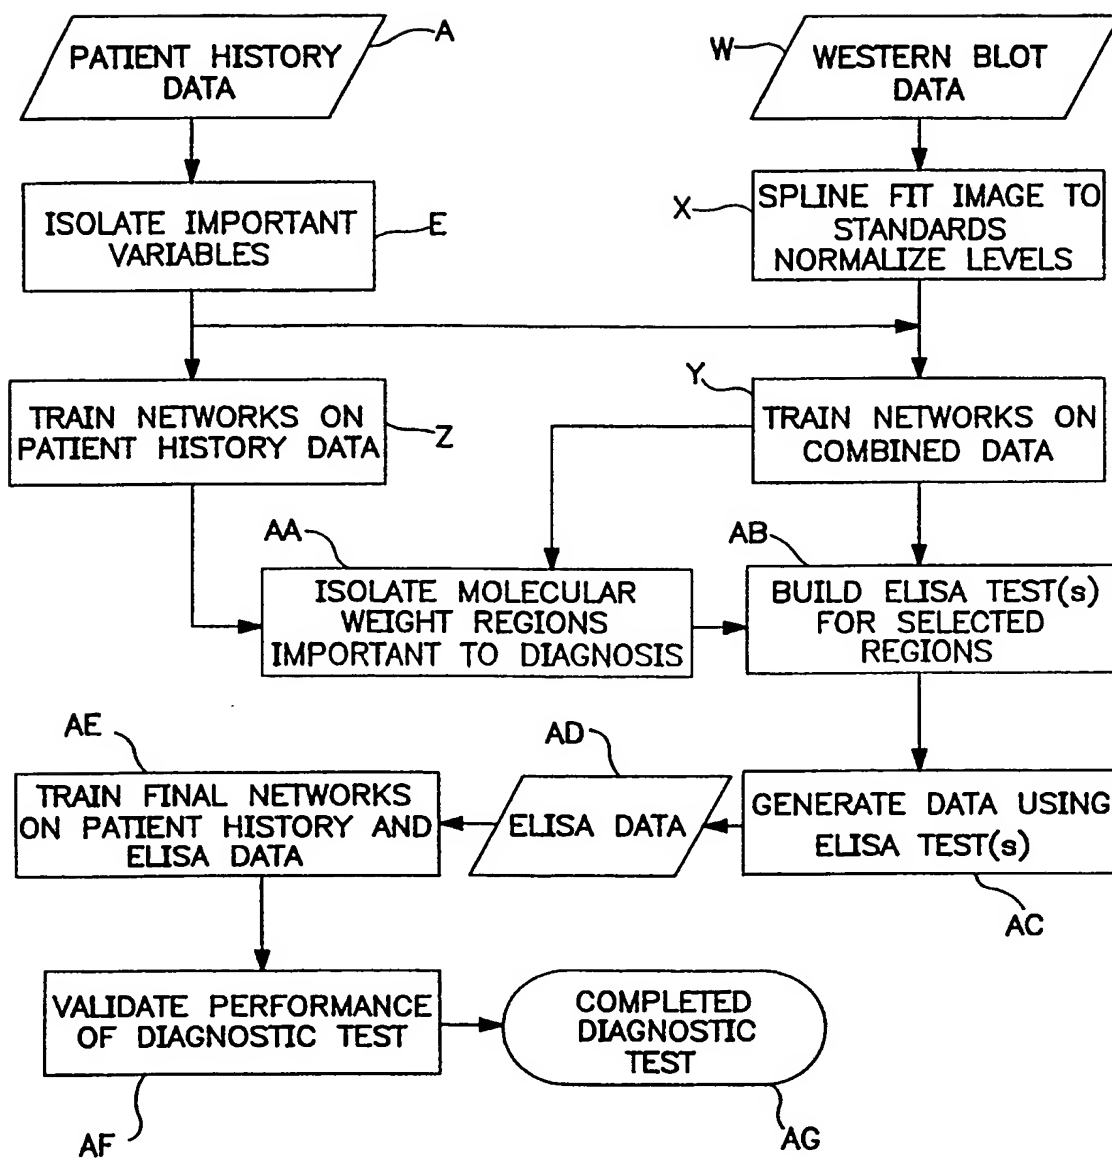 PATIENT HISTORY
DATA
A
W
WESTERN BLOT
DATA
ISOLATE IMPORTANT
VARIABLES
E
X
SPLINE FIT IMAGE TO
STANDARDS
NORMALIZE LEVELS
TRAIN NETWORKS ON
PATIENT HISTORY DATA
Z
Y
TRAIN NETWORKS ON
COMBINED DATA
AA
ISOLATE MOLECULAR
WEIGHT REGIONS
IMPORTANT TO DIAGNOSIS
AB
BUILD ELISA TEST(s)
FOR SELECTED
REGIONS
AE
TRAIN FINAL NETWORKS
ON PATIENT HISTORY AND
ELISA DATA
AD
ELISA DATA
GENERATE DATA USING
ELISA TEST(s)
AC
VALIDATE PERFORMANCE
OF DIAGNOSTIC TEST
AF
COMPLETED
DIAGNOSTIC
TEST
AG